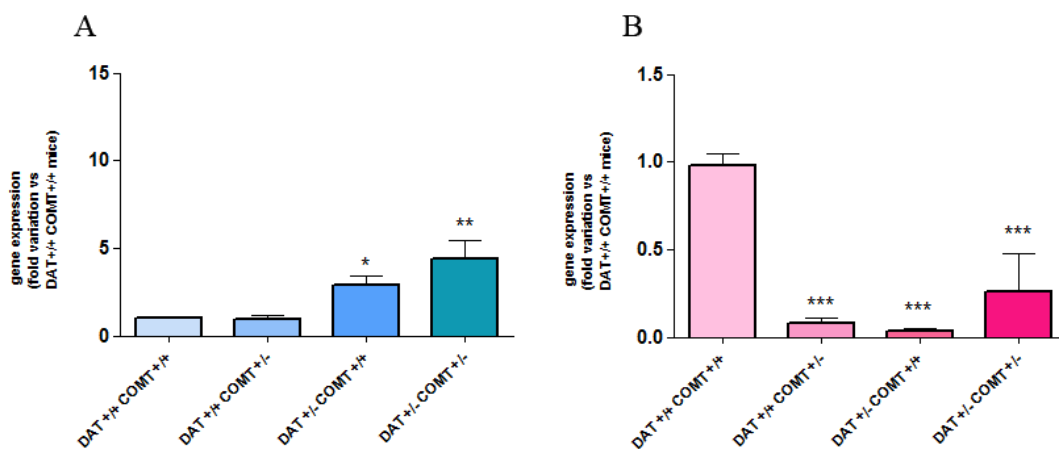 A
gene expression
(fold variation vs
DAT+/+ COMT+/+ mice)
15
10
5
0
*
**
DAT+/+ COMT+/+
DAT+/+ COMT+/-
DAT+/- COMT+/+
DAT+/- COMT+/-
B
gene expression
(fold variation vs
DAT+/+ COMT+/+ mice)
1.5
1.0
0.5
0.0
***
***
***
DAT+/+ COMT+/+
DAT+/+ COMT+/-
DAT+/- COMT+/+
DAT+/- COMT+/-